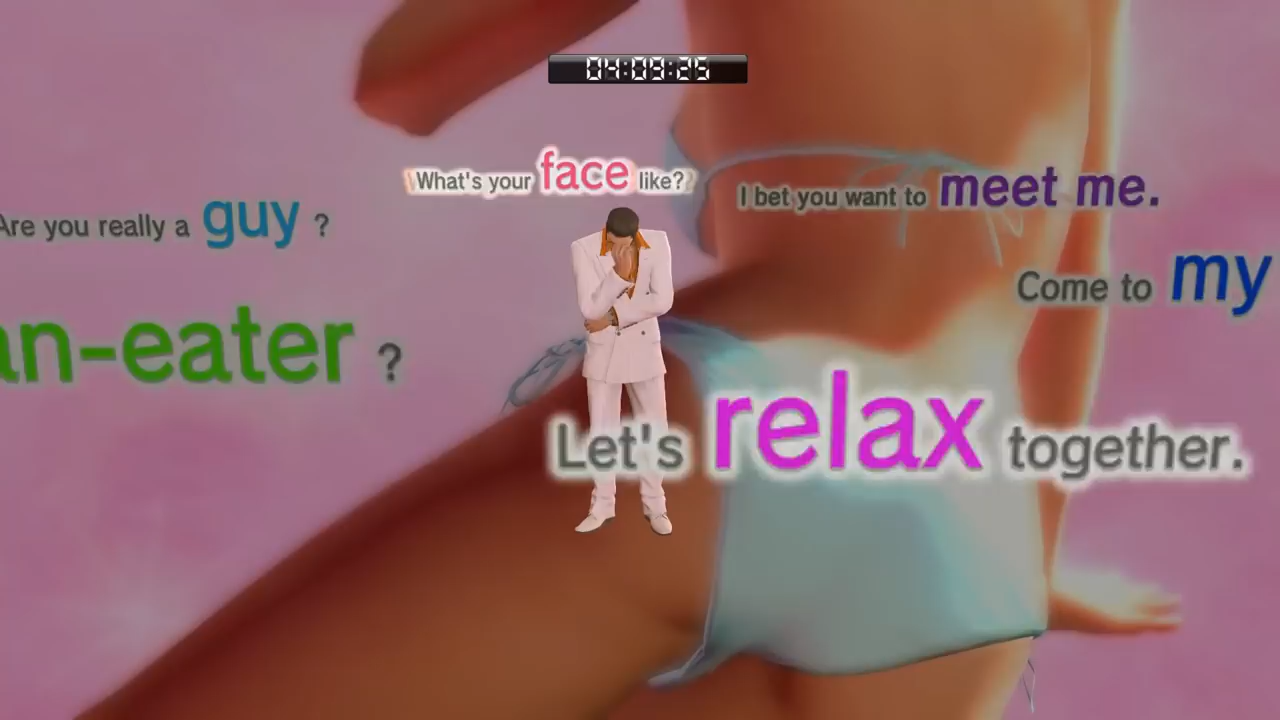 04:09:26
What's your face like?
I bet you want to meet me.
Are you really a guy ?
Come to my
an-eater ?
Let's relax together.